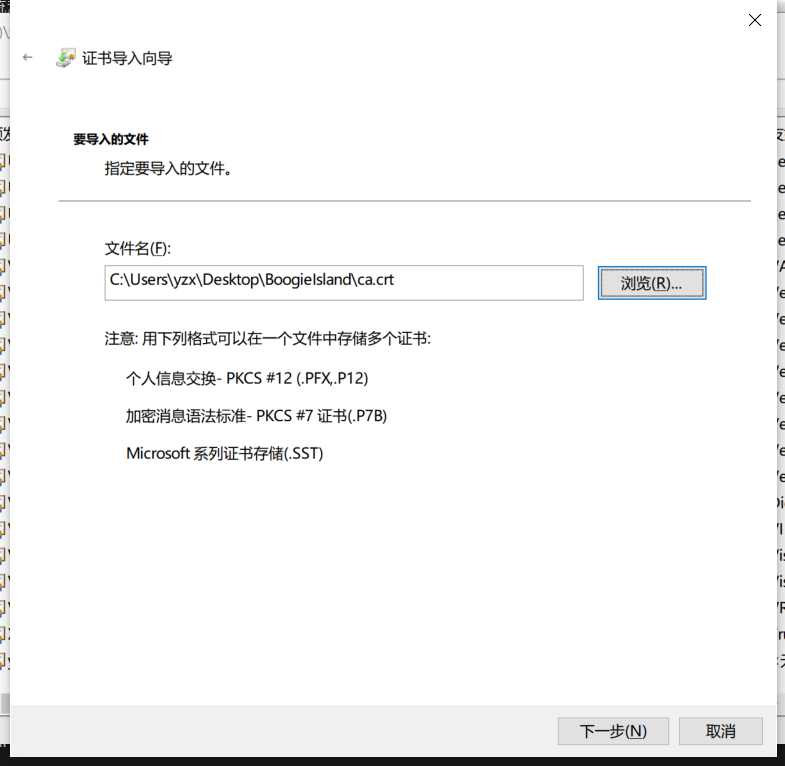 证书导入向导
要导入的文件
指定要导入的文件。
文件名(F):
C:\Users\yzx\Desktop\BoogieIsland\ca.crt
浏览(R)...
注意: 用下列格式可以在一个文件中存储多个证书:
个人信息交换- PKCS #12 (.PFX,.P12)
加密消息语法标准- PKCS #7 证书(.P7B)
Microsoft 系列证书存储(.SST)
下一步(N)
取消